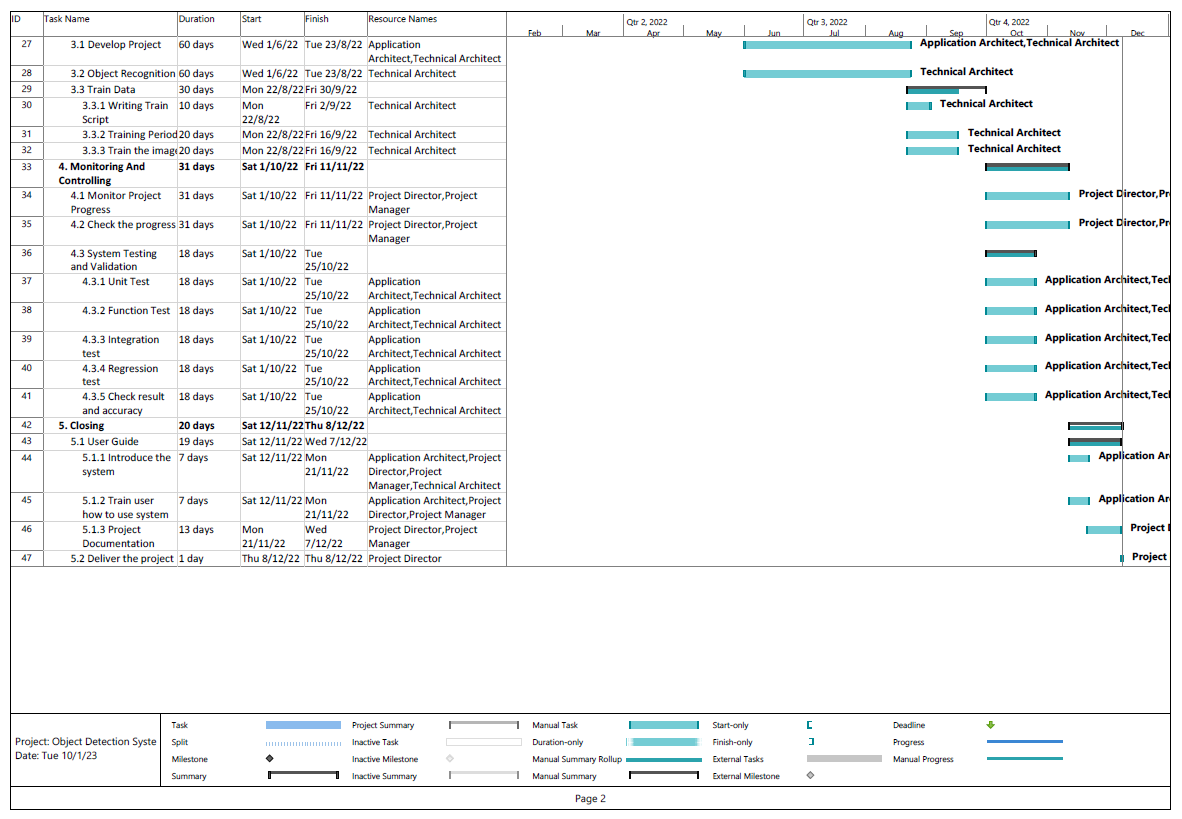 ID Task Name Duration Start Finish Resource Names
Qtr 2, 2022 Qtr 3, 2022 Qtr 4, 2022
Feb Mar Apr May Jun Jul Aug Sep Oct Nov Dec
27 3.1 Develop Project 60 days Wed 1/6/22 Tue 23/8/22 Application Application Architect,Technical Architect
Architect,Technical Architect
28 3.2 Object Recognition 60 days Wed 1/6/22 Tue 23/8/22 Technical Architect Technical Architect
29 3.3 Train Data 30 days Mon 22/8/22 Fri 30/9/22
30 3.3.1 Writing Train 10 days Mon Fri 2/9/22 Technical Architect Technical Architect
Script 22/8/22
31 3.3.2 Training Period 20 days Mon 22/8/22 Fri 16/9/22 Technical Architect Technical Architect
32 3.3.3 Train the image 20 days Mon 22/8/22 Fri 16/9/22 Technical Architect Technical Architect
33 4. Monitoring And 31 days Sat 1/10/22 Fri 11/11/22
Controlling
34 4.1 Monitor Project 31 days Sat 1/10/22 Fri 11/11/22 Project Director,Project Project Director,Pr
Progress Manager
35 4.2 Check the progress 31 days Sat 1/10/22 Fri 11/11/22 Project Director,Project Project Director,Pr
Manager
36 4.3 System Testing 18 days Sat 1/10/22 Tue
and Validation 25/10/22
37 4.3.1 Unit Test 18 days Sat 1/10/22 Tue Application Application Architect,Tecl
25/10/22 Architect,Technical Architect
38 4.3.2 Function Test 18 days Sat 1/10/22 Tue Application Application Architect,Tecl
25/10/22 Architect,Technical Architect
39 4.3.3 Integration 18 days Sat 1/10/22 Tue Application Application Architect,Tecl
test 25/10/22 Architect,Technical Architect
40 4.3.4 Regression 18 days Sat 1/10/22 Tue Application Application Architect,Tecl
test 25/10/22 Architect,Technical Architect
41 4.3.5 Check result 18 days Sat 1/10/22 Tue Application Application Architect,Tecl
and accuracy 25/10/22 Architect,Technical Architect
42 5. Closing 20 days Sat 12/11/22 Thu 8/12/22
43 5.1 User Guide 19 days Sat 12/11/22 Wed 7/12/22
44 5.1.1 Introduce the 7 days Sat 12/11/22 Mon Application Architect,Project Application Ar
system 21/11/22 Director,Project
Manager,Technical Architect
45 5.1.2 Train user 7 days Sat 12/11/22 Mon Application Architect,Project Application Ar
how to use system 21/11/22 Director,Project Manager
46 5.1.3 Project 13 days Mon Wed Project Director,Project Project D
Documentation 21/11/22 7/12/22 Manager
47 5.2 Deliver the project 1 day Thu 8/12/22 Thu 8/12/22 Project Director Project
Project: Object Detection Syste
Date: Tue 10/1/23
Task Project Summary Manual Task Start-only Deadline
Split Inactive Task Duration-only Finish-only Progress
Milestone Inactive Milestone Manual Summary Rollup External Tasks Manual Progress
Summary Inactive Summary Manual Summary External Milestone
Page 2